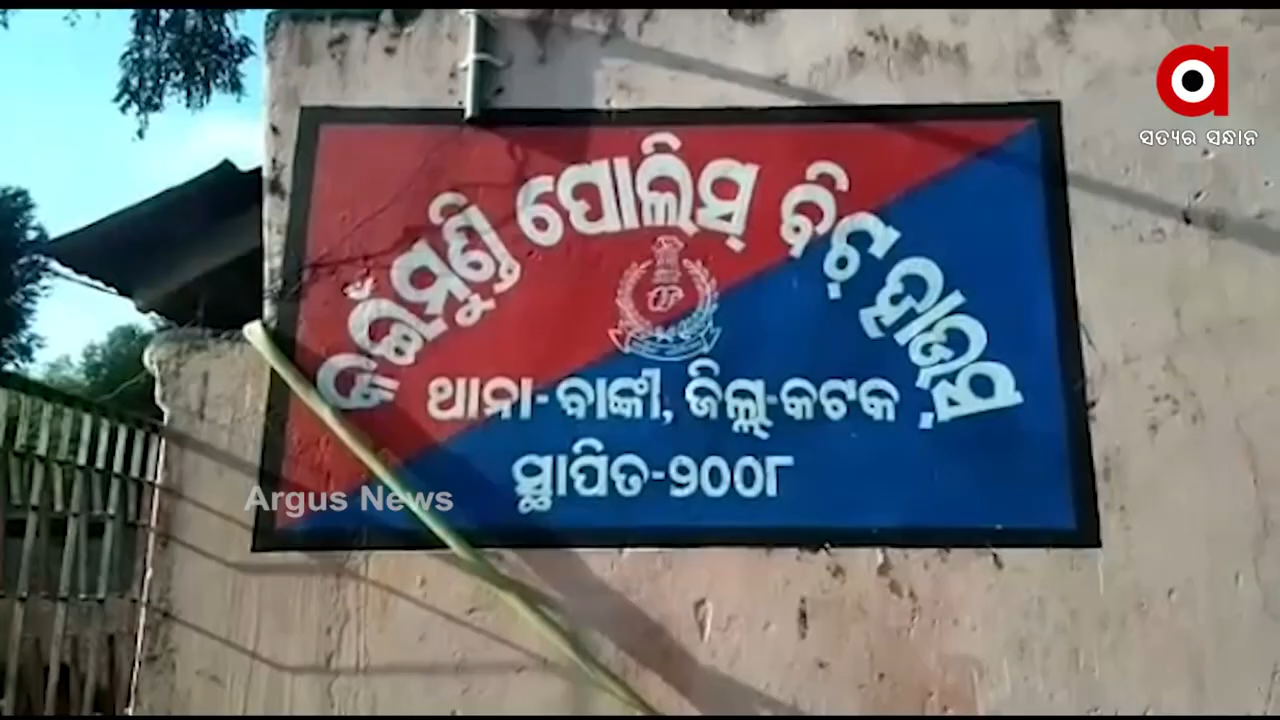 ସତ୍ୟର ସନ୍ଧାନ
ପୋଲିସ୍ ବିଟ୍ ହାଉସ୍
ଥାନା-ବାଙ୍କୀ, ଜିଲ୍ଲା-କଟକ
ସ୍ଥାପିତ-୨୦୦୮
Argus News